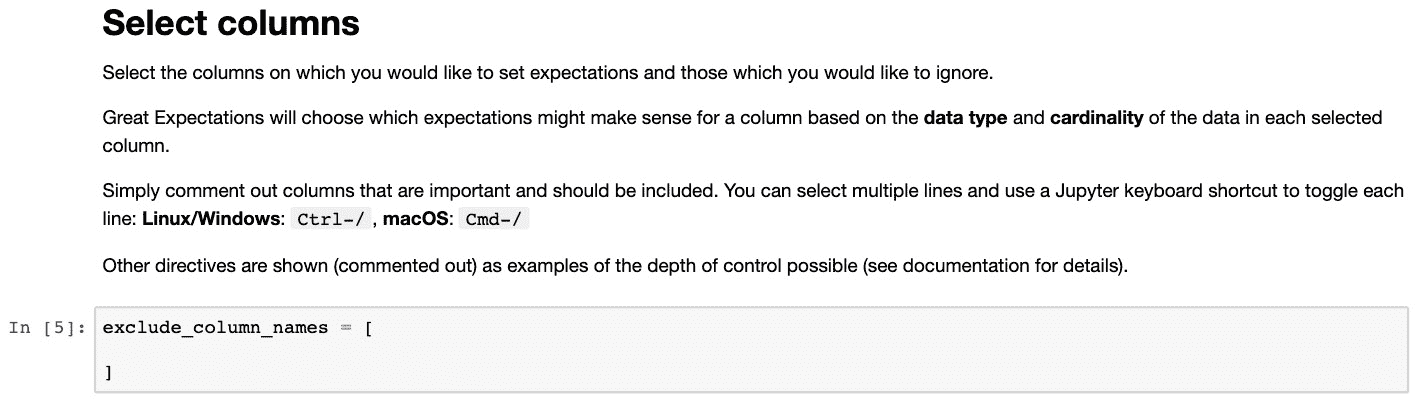 Select columns
Select the columns on which you would like to set expectations and those which you would like to ignore.
Great Expectations will choose which expectations might make sense for a column based on the data type and cardinality of the data in each selected
column.
Simply comment out columns that are important and should be included. You can select multiple lines and use a Jupyter keyboard shortcut to toggle each
line: Linux/Windows: Ctrl-/ , macOS: Cmd-/
Other directives are shown (commented out) as examples of the depth of control possible (see documentation for details).
In [5]: exclude_column_names = [
]